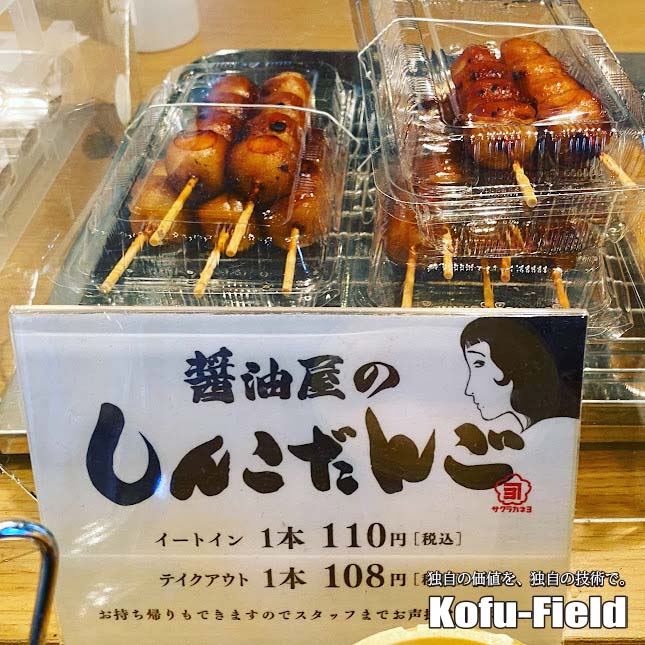 醤油屋の
しんこだんご
ヨ
サクラカネヨ
イートイン 1本 110円[税込]
テイクアウト 1本 108円[税
お持ち帰りもできますのでスタッフまでお声
独自の価値を、独自の技術で。
Kofu-Field